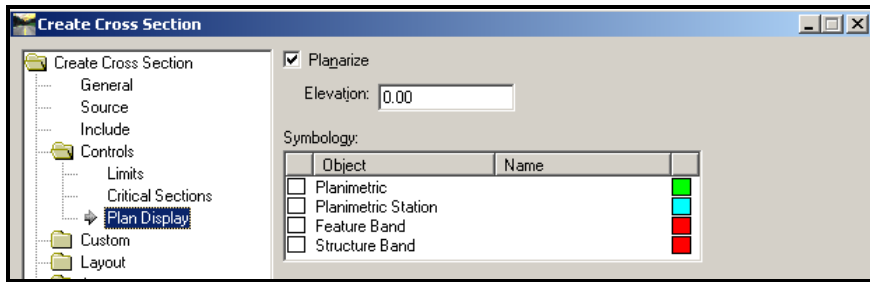 Create Cross Section
Create Cross Section
General
Source
Include
Controls
Limits
Critical Sections
Plan Display
Custom
Layout
Planarize
Elevation: 0.00
Symbology:
Object Name
Planimetric
Planimetric Station
Feature Band
Structure Band